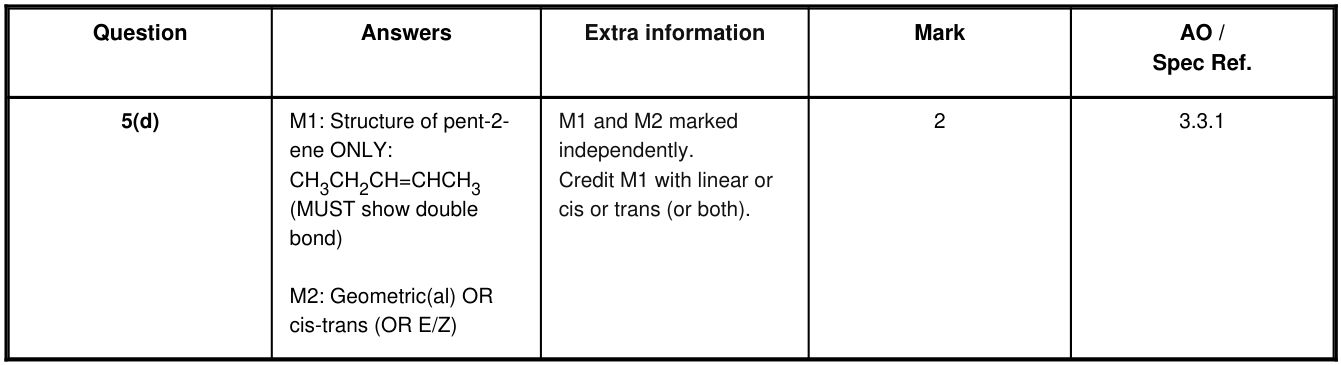 Question Answers Extra information Mark AO /
Spec Ref.
5(d) M1: Structure of pent-2- M1 and M2 marked 2 3.3.1
ene ONLY: independently.
CH₃CH₂CH=CHCH₃ Credit M1 with linear or
(MUST show double cis or trans (or both).
bond)
M2: Geometric(al) OR
cis-trans (OR E/Z)